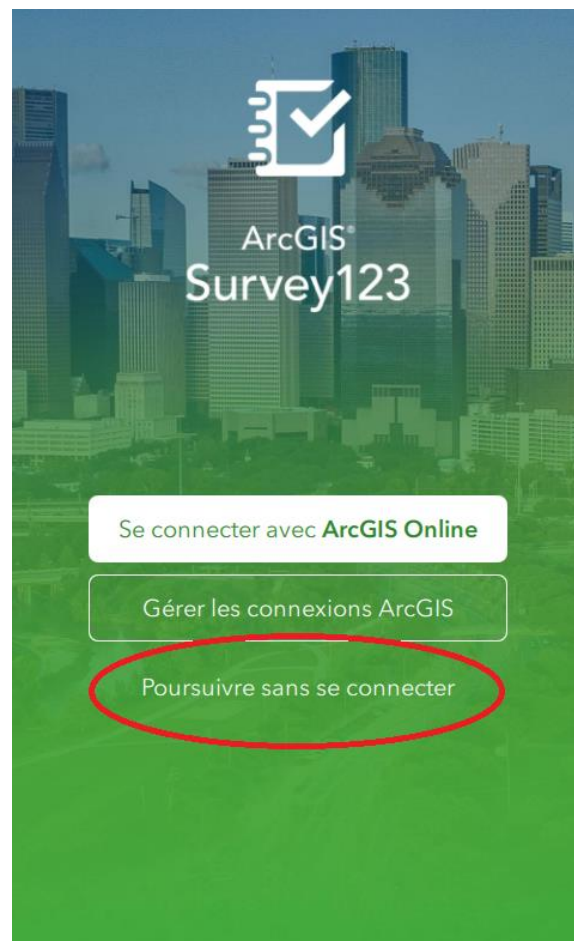 ArcGIS®
Survey123
Se connecter avec ArcGIS Online
Gérer les connexions ArcGIS
Poursuivre sans se connecter